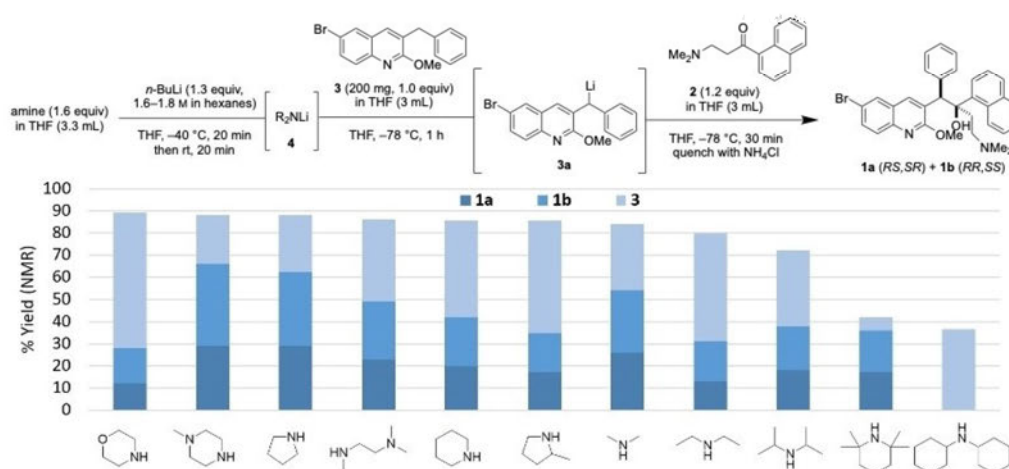 amine (1.6 equiv)
in THF (3.3 mL)
n-BuLi (1.3 equiv,
1.6–1.8 M in hexanes)
THF, –40 °C, 20 min
then rt, 20 min
R₂NLi
4
Br
N
OMe
3 (200 mg, 1.0 equiv)
in THF (3 mL)
THF, –78 °C, 1 h
Li
Br
N
OMe
3a
O
NMe₂
2 (1.2 equiv)
in THF (3 mL)
THF, –78 °C, 30 min
quench with NH₄Cl
Br
N
OMe
OH
NMe₂
1a (RS,SR) + 1b (RR,SS)
1a 1b 3
% Yield (NMR)
100
90
80
70
60
50
40
30
20
10
0
O
NH
N
NH
NH
HN
N
NH
NH
H
N
H
N
H
N
H
N
H
N